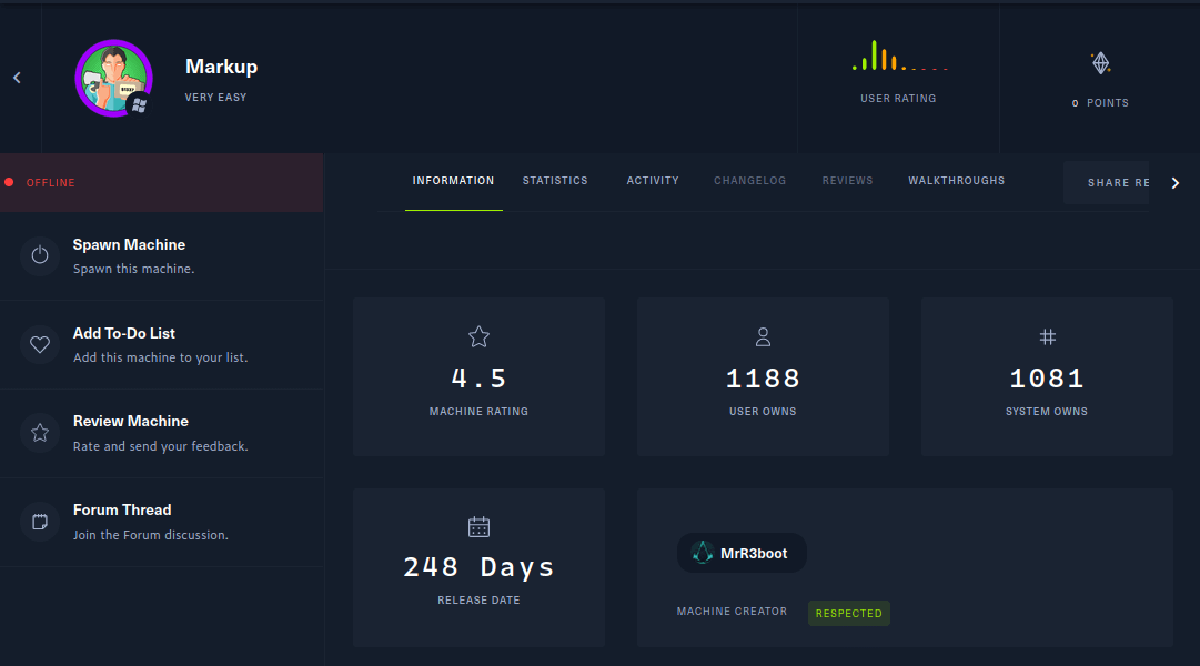 Markup
VERY EASY
USER RATING
0 POINTS
OFFLINE
INFORMATION STATISTICS ACTIVITY CHANGELOG REVIEWS WALKTHROUGHS SHARE RE
Spawn Machine
Spawn this machine.
Add To-Do List
Add this machine to your list.
Review Machine
Rate and send your feedback.
Forum Thread
Join the Forum discussion.
4.5
MACHINE RATING
1188
USER OWNS
1081
SYSTEM OWNS
248 Days
RELEASE DATE
MrR3boot
MACHINE CREATOR RESPECTED